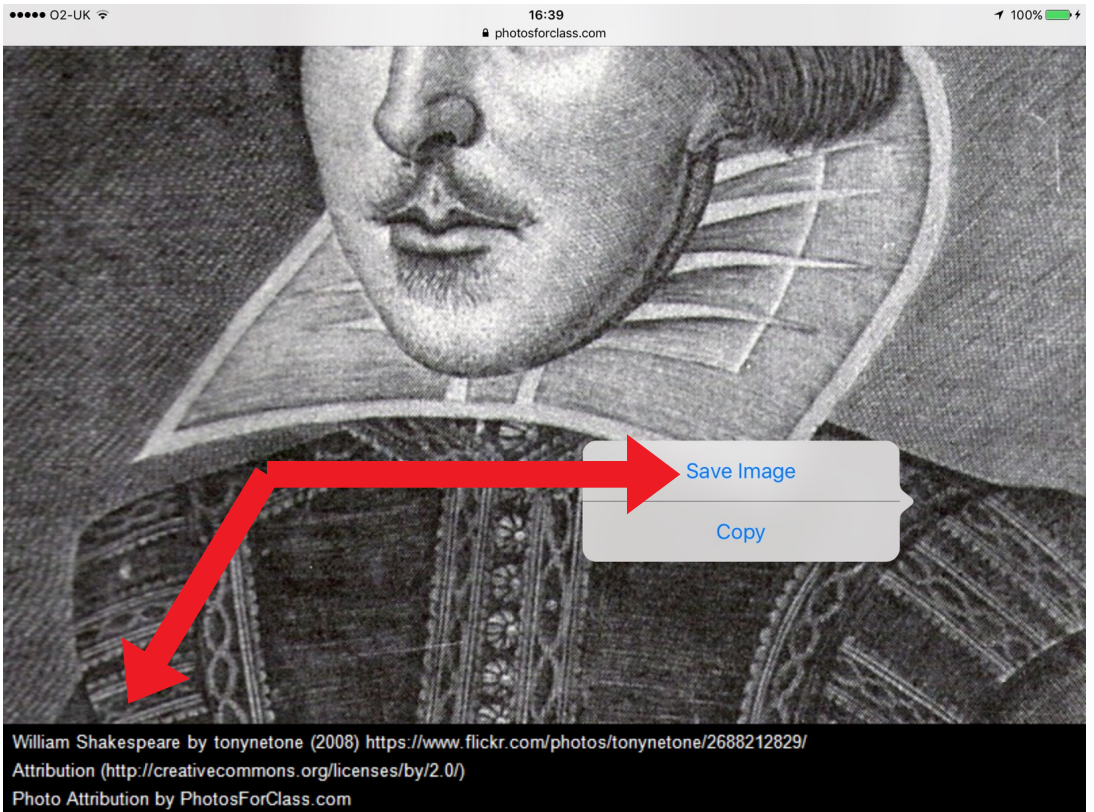 O2-UK 16:39 100%
photosforclass.com
Save Image
Copy
William Shakespeare by tonynetone (2008) https://www.flickr.com/photos/tonynetone/2688212829/
Attribution (http://creativecommons.org/licenses/by/2.0/)
Photo Attribution by PhotosForClass.com